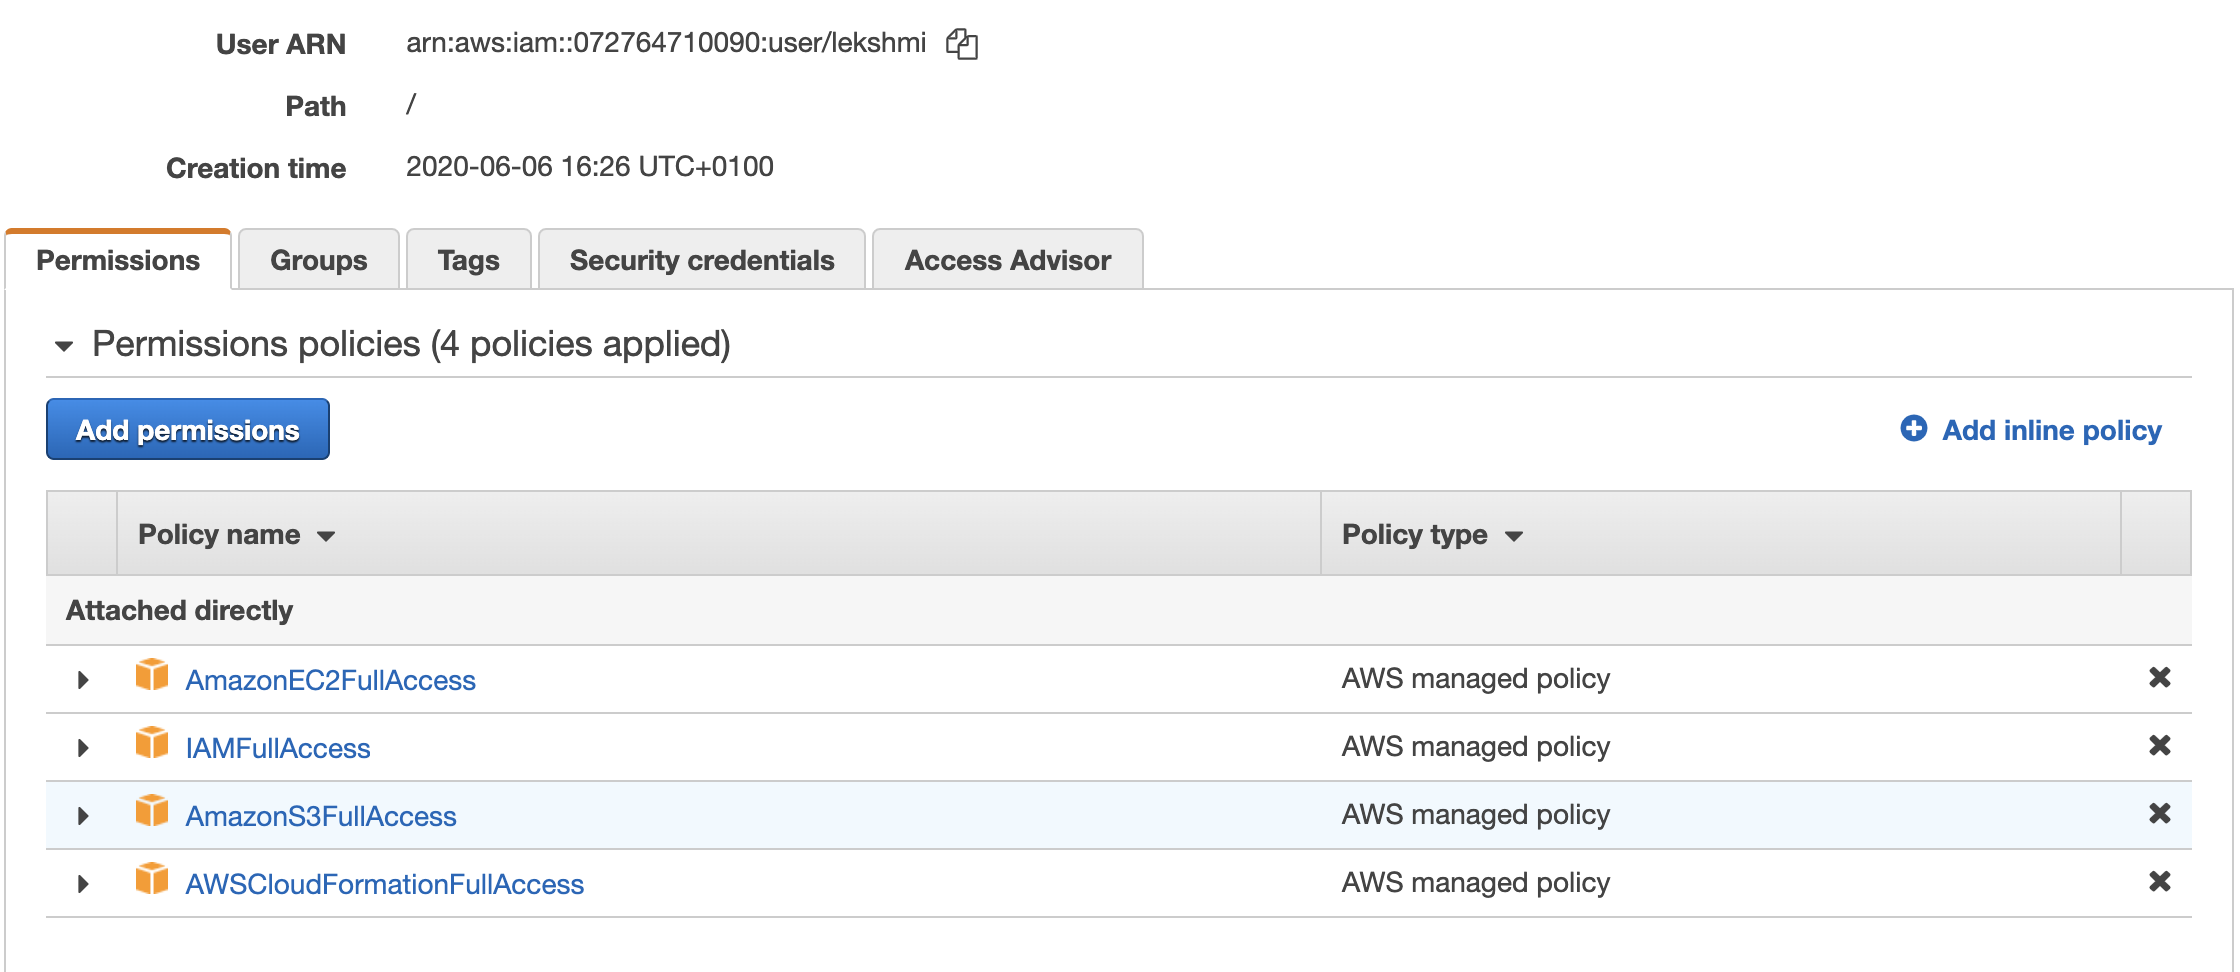 User ARN arn:aws:iam::072764710090:user/lekshmi
Path /
Creation time 2020-06-06 16:26 UTC+0100
Permissions Groups Tags Security credentials Access Advisor
Permissions policies (4 policies applied)
Add permissions Add inline policy
Policy name Policy type
Attached directly
AmazonEC2FullAccess AWS managed policy
IAMFullAccess AWS managed policy
AmazonS3FullAccess AWS managed policy
AWSCloudFormationFullAccess AWS managed policy